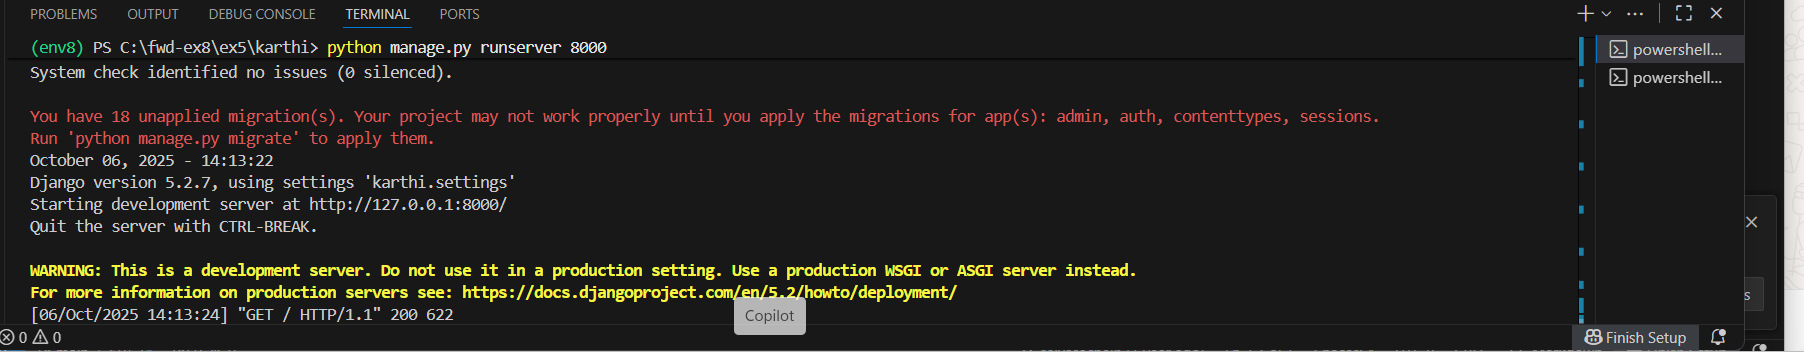 PROBLEMS OUTPUT DEBUG CONSOLE TERMINAL PORTS
(env8) PS C:\fwd-ex8\ex5\karthi> python manage.py runserver 8000
powershell...
System check identified no issues (0 silenced).
powershell...
You have 18 unapplied migration(s). Your project may not work properly until you apply the migrations for app(s): admin, auth, contenttypes, sessions.
Run 'python manage.py migrate' to apply them.
October 06, 2025 - 14:13:22
Django version 5.2.7, using settings 'karthi.settings'
Starting development server at http://127.0.0.1:8000/
Quit the server with CTRL-BREAK.
WARNING: This is a development server. Do not use it in a production setting. Use a production WSGI or ASGI server instead.
For more information on production servers see: https://docs.djangoproject.com/en/5.2/howto/deployment/
[06/Oct/2025 14:13:24] "GET / HTTP/1.1" 200 622
Copilot
0 0
Finish Setup